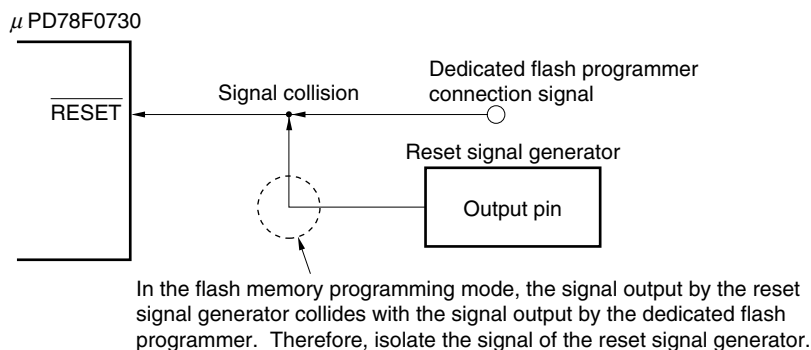 μ PD78F0730
Dedicated flash programmer
connection signal
Signal collision
RESET
Reset signal generator
Output pin
In the flash memory programming mode, the signal output by the reset
signal generator collides with the signal output by the dedicated flash
programmer. Therefore, isolate the signal of the reset signal generator.